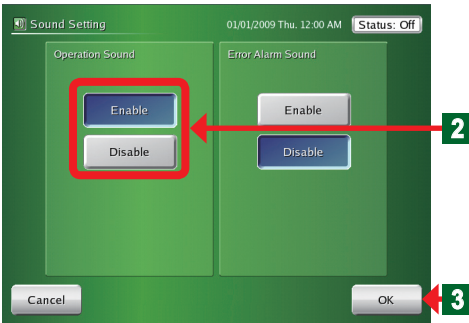 Sound Setting
01/01/2009 Thu. 12:00 AM
Status: Off
Operation Sound
Error Alarm Sound
Enable
Enable
2
Disable
Disable
Cancel
OK
3